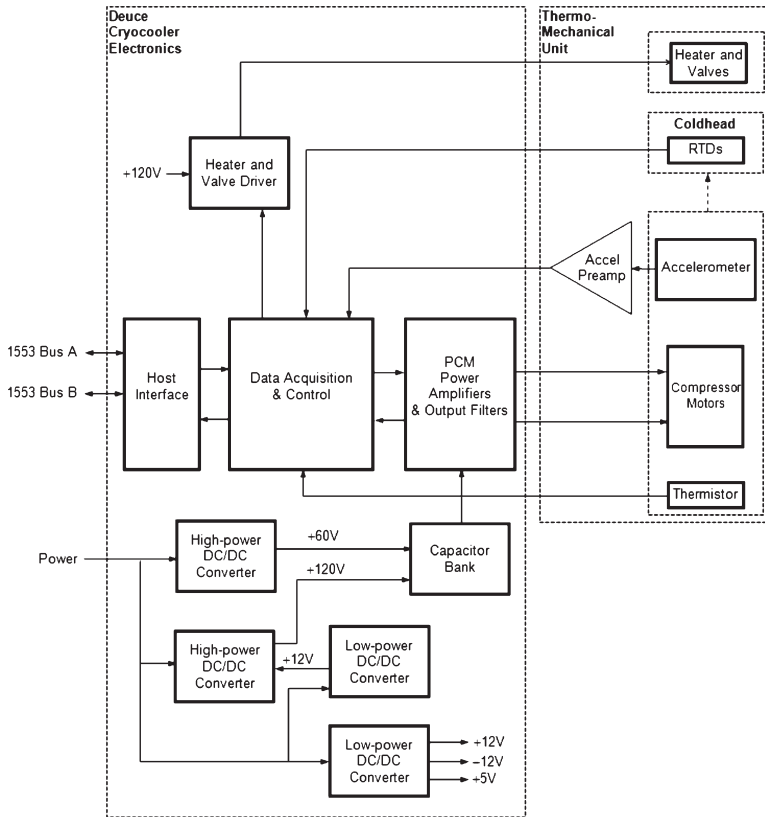 Deuce
Cryocooler
Electronics
Thermo-
Mechanical
Unit
Heater and
Valves
Coldhead
RTDs
+120V
Heater and
Valve Driver
Accel
Preamp
Accelerometer
1553 Bus A
1553 Bus B
Host
Interface
Data Acquisition
& Control
PCM
Power
Amplifiers
& Output Filters
Compressor
Motors
Thermistor
Power
High-power
DC/DC
Converter
+60V
+120V
Capacitor
Bank
High-power
DC/DC
Converter
+12V
Low-power
DC/DC
Converter
Low-power
DC/DC
Converter
+12V
–12V
+5V